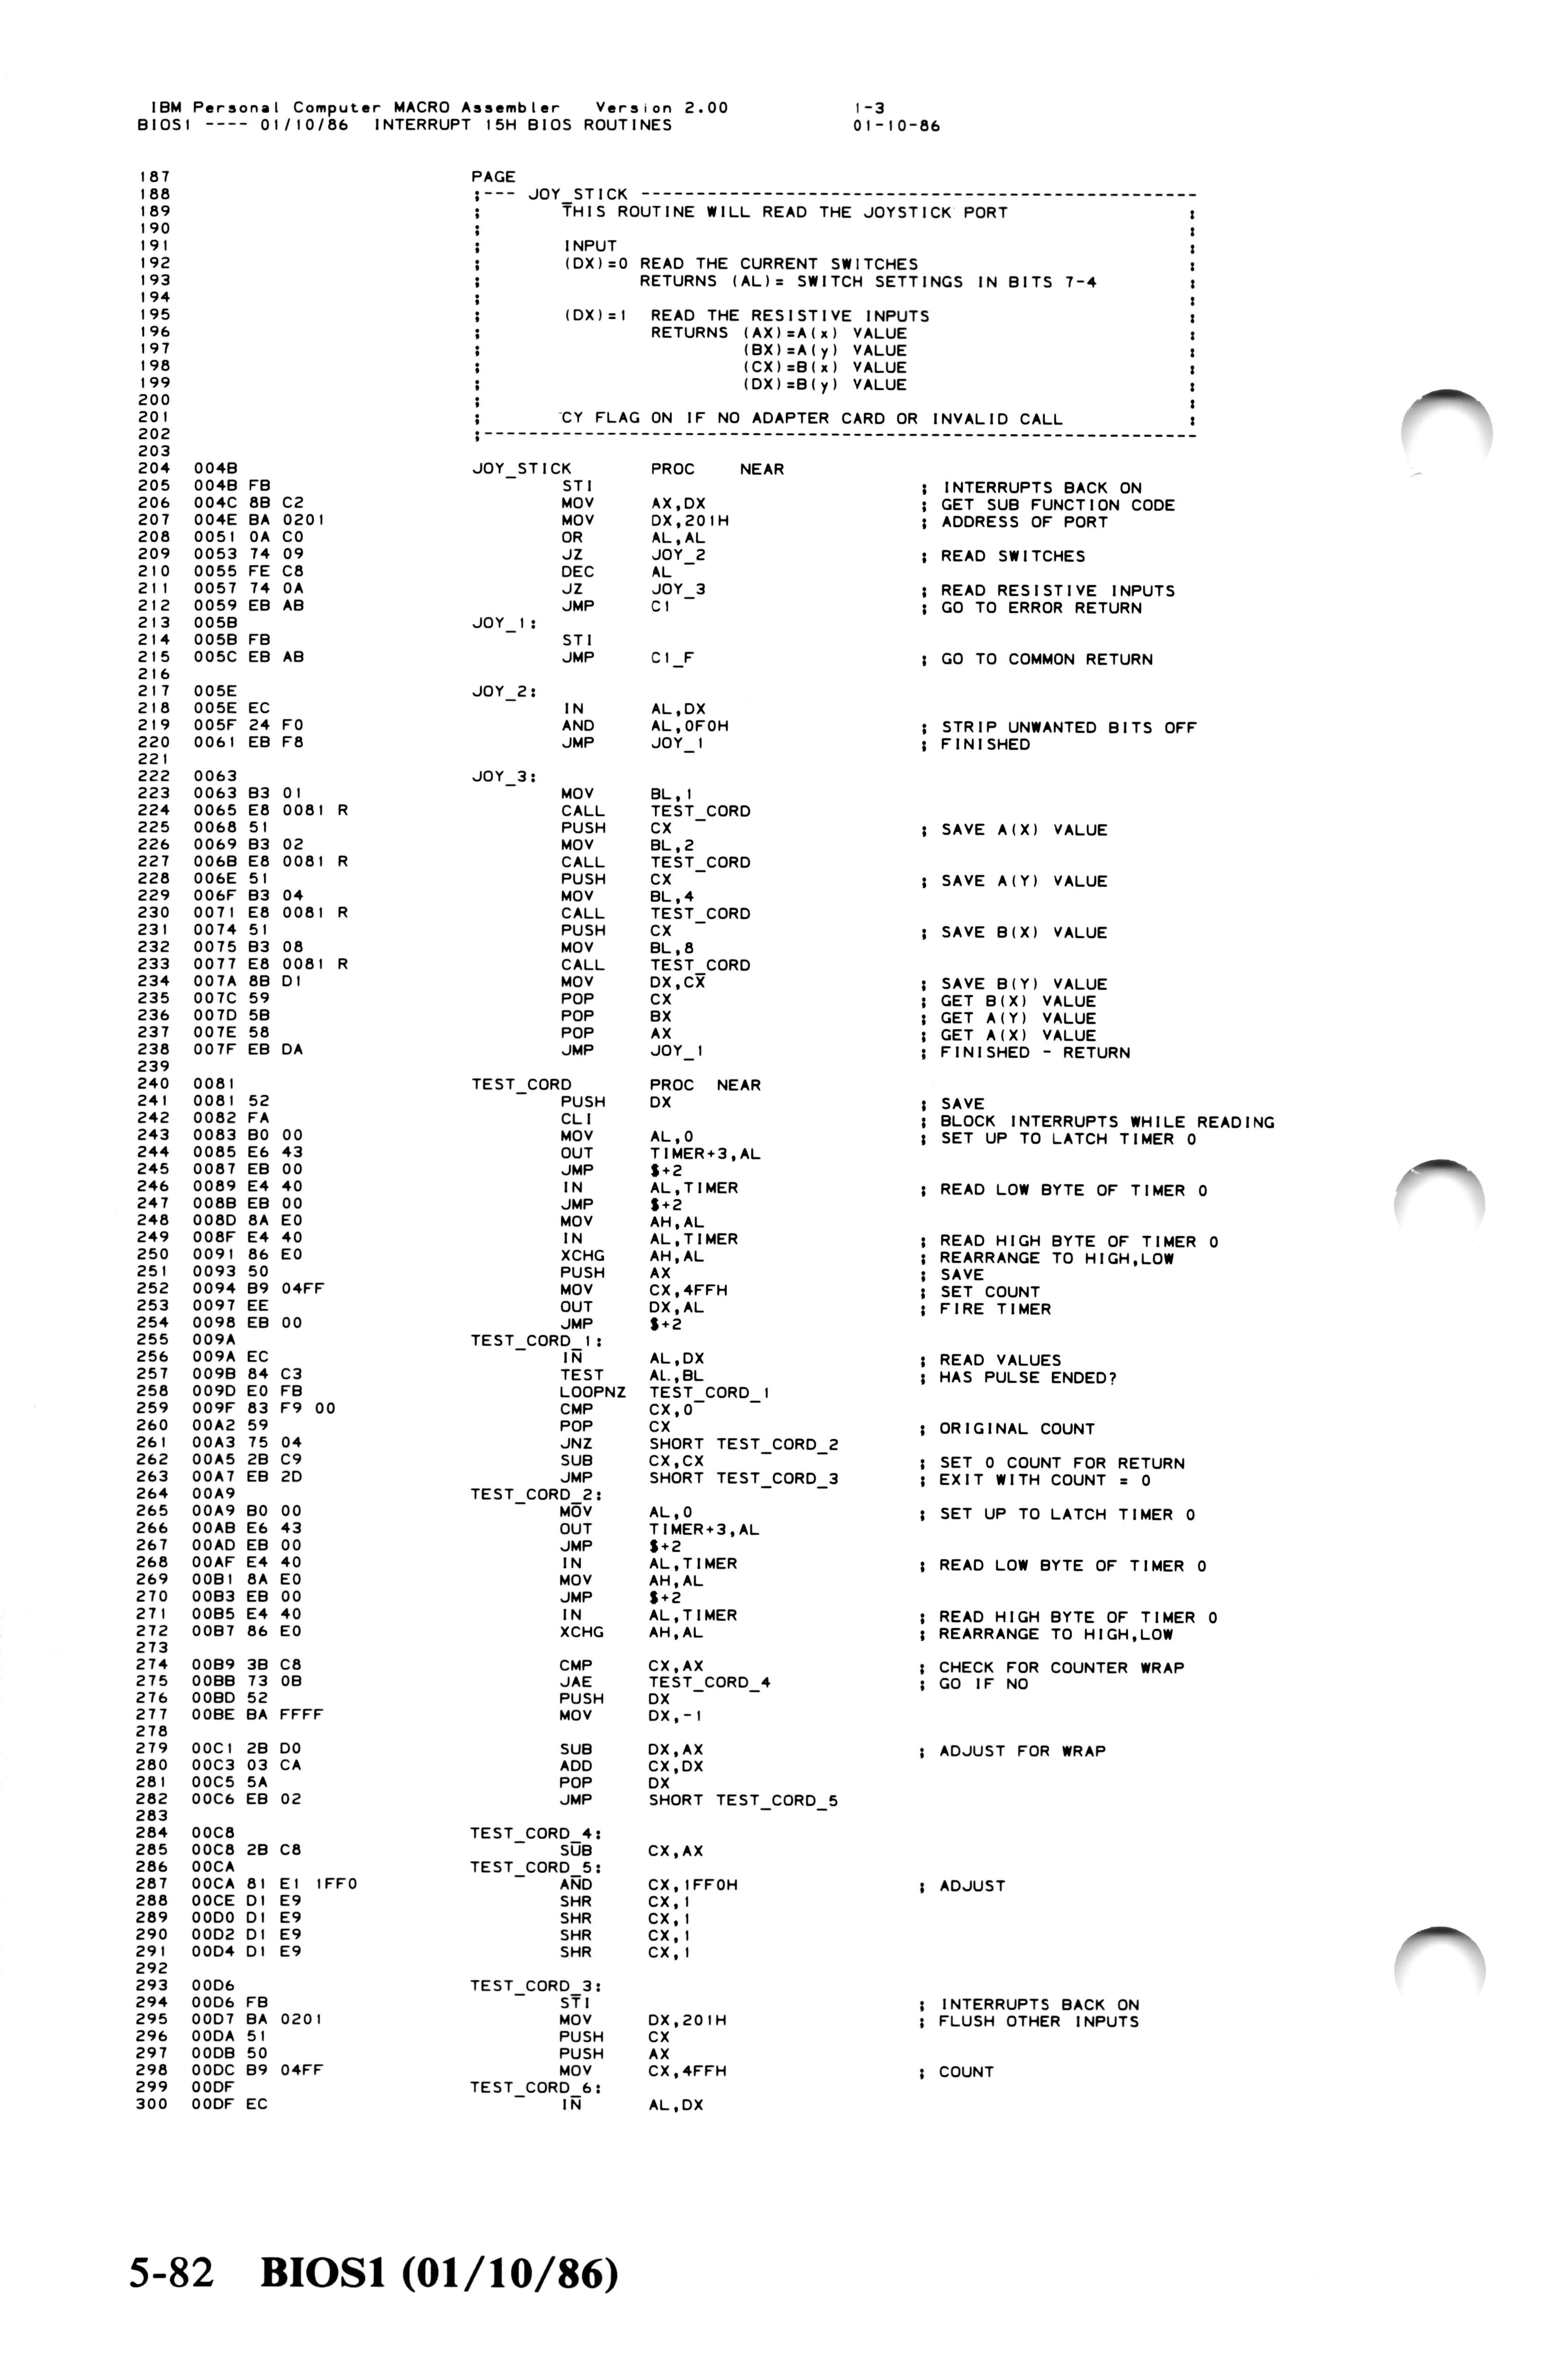 IBM Personal Computer MACRO Assembler   Version 2.00             1-3
BIOS1 ---- 01/10/86  INTERRUPT 15H BIOS ROUTINES                 01-10-86
187                             PAGE
188                             ;--- JOY_STICK ------------------------------------------------------------
189                             ;        THIS ROUTINE WILL READ THE JOYSTICK PORT                  :
190                             ;                                                                  :
191                             ;        INPUT                                                     :
192                             ;        (DX)=0 READ THE CURRENT SWITCHES                          :
193                             ;               RETURNS (AL)= SWITCH SETTINGS IN BITS 7-4          :
194                             ;                                                                  :
195                             ;        (DX)=1  READ THE RESISTIVE INPUTS                         :
196                             ;                RETURNS (AX)=A(x) VALUE                           :
197                             ;                        (BX)=A(y) VALUE                           :
198                             ;                        (CX)=B(x) VALUE                           :
199                             ;                        (DX)=B(y) VALUE                           :
200                             ;                                                                  :
201                             ;        CY FLAG ON IF NO ADAPTER CARD OR INVALID CALL             :
202                             ;------------------------------------------------------------------
203
204  004B                       JOY_STICK       PROC    NEAR
205  004B FB                            STI                             ; INTERRUPTS BACK ON
206  004C 8B C2                         MOV     AX,DX                   ; GET SUB FUNCTION CODE
207  004E BA 0201                       MOV     DX,201H                 ; ADDRESS OF PORT
208  0051 0A C0                         OR      AL,AL
209  0053 74 09                         JZ      JOY_2                   ; READ SWITCHES
210  0055 FE C8                         DEC     AL
211  0057 74 0A                         JZ      JOY_3                   ; READ RESISTIVE INPUTS
212  0059 EB AB                         JMP     C1                      ; GO TO ERROR RETURN
213  005B                       JOY_1:
214  005B FB                            STI
215  005C EB AB                         JMP     C1_F                    ; GO TO COMMON RETURN
216
217  005E                       JOY_2:
218  005E EC                            IN      AL,DX
219  005F 24 F0                         AND     AL,0F0H                 ; STRIP UNWANTED BITS OFF
220  0061 EB F8                         JMP     JOY_1                   ; FINISHED
221
222  0063                       JOY_3:
223  0063 B3 01                         MOV     BL,1
224  0065 E8 0081 R                     CALL    TEST_CORD
225  0068 51                            PUSH    CX                      ; SAVE A(X) VALUE
226  0069 B3 02                         MOV     BL,2
227  006B E8 0081 R                     CALL    TEST_CORD
228  006E 51                            PUSH    CX                      ; SAVE A(Y) VALUE
229  006F B3 04                         MOV     BL,4
230  0071 E8 0081 R                     CALL    TEST_CORD
231  0074 51                            PUSH    CX                      ; SAVE B(X) VALUE
232  0075 B3 08                         MOV     BL,8
233  0077 E8 0081 R                     CALL    TEST_CORD
234  007A 8B D1                         MOV     DX,CX                   ; SAVE B(Y) VALUE
235  007C 59                            POP     CX                      ; GET B(X) VALUE
236  007D 5B                            POP     BX                      ; GET A(Y) VALUE
237  007E 58                            POP     AX                      ; GET A(X) VALUE
238  007F EB DA                         JMP     JOY_1                   ; FINISHED - RETURN
239
240  0081                       TEST_CORD       PROC  NEAR
241  0081 52                            PUSH    DX                      ; SAVE
242  0082 FA                            CLI                             ; BLOCK INTERRUPTS WHILE READING
243  0083 B0 00                         MOV     AL,0                    ; SET UP TO LATCH TIMER 0
244  0085 E6 43                         OUT     TIMER+3,AL
245  0087 EB 00                         JMP     $+2
246  0089 E4 40                         IN      AL,TIMER                ; READ LOW BYTE OF TIMER 0
247  008B EB 00                         JMP     $+2
248  008D 8A E0                         MOV     AH,AL
249  008F E4 40                         IN      AL,TIMER                ; READ HIGH BYTE OF TIMER 0
250  0091 86 E0                         XCHG    AH,AL                   ; REARRANGE TO HIGH,LOW
251  0093 50                            PUSH    AX                      ; SAVE
252  0094 B9 04FF                       MOV     CX,4FFH                 ; SET COUNT
253  0097 EE                            OUT     DX,AL                   ; FIRE TIMER
254  0098 EB 00                         JMP     $+2
255  009A                       TEST_CORD_1:
256  009A EC                            IN      AL,DX                   ; READ VALUES
257  009B 84 C3                         TEST    AL,BL                   ; HAS PULSE ENDED?
258  009D E0 FB                         LOOPNZ  TEST_CORD_1
259  009F 83 F9 00                      CMP     CX,0
260  00A2 59                            POP     CX                      ; ORIGINAL COUNT
261  00A3 75 04                         JNZ     SHORT TEST_CORD_2
262  00A5 2B C9                         SUB     CX,CX                   ; SET 0 COUNT FOR RETURN
263  00A7 EB 2D                         JMP     SHORT TEST_CORD_3       ; EXIT WITH COUNT = 0
264  00A9                       TEST_CORD_2:
265  00A9 B0 00                         MOV     AL,0                    ; SET UP TO LATCH TIMER 0
266  00AB E6 43                         OUT     TIMER+3,AL
267  00AD EB 00                         JMP     $+2
268  00AF E4 40                         IN      AL,TIMER                ; READ LOW BYTE OF TIMER 0
269  00B1 8A E0                         MOV     AH,AL
270  00B3 EB 00                         JMP     $+2
271  00B5 E4 40                         IN      AL,TIMER                ; READ HIGH BYTE OF TIMER 0
272  00B7 86 E0                         XCHG    AH,AL                   ; REARRANGE TO HIGH,LOW
273
274  00B9 3B C8                         CMP     CX,AX                   ; CHECK FOR COUNTER WRAP
275  00BB 73 0B                         JAE     TEST_CORD_4             ; GO IF NO
276  00BD 52                            PUSH    DX
277  00BE BA FFFF                       MOV     DX,-1
278
279  00C1 2B D0                         SUB     DX,AX                   ; ADJUST FOR WRAP
280  00C3 03 CA                         ADD     CX,DX
281  00C5 5A                            POP     DX
282  00C6 EB 02                         JMP     SHORT TEST_CORD_5
283
284  00C8                       TEST_CORD_4:
285  00C8 2B C8                         SUB     CX,AX
286  00CA                       TEST_CORD_5:
287  00CA 81 E1 1FF0                    AND     CX,1FF0H                ; ADJUST
288  00CE D1 E9                         SHR     CX,1
289  00D0 D1 E9                         SHR     CX,1
290  00D2 D1 E9                         SHR     CX,1
291  00D4 D1 E9                         SHR     CX,1
292
293  00D6                       TEST_CORD_3:
294  00D6 FB                            STI                             ; INTERRUPTS BACK ON
295  00D7 BA 0201                       MOV     DX,201H                 ; FLUSH OTHER INPUTS
296  00DA 51                            PUSH    CX
297  00DB 50                            PUSH    AX
298  00DC B9 04FF                       MOV     CX,4FFH                 ; COUNT
299  00DF                       TEST_CORD_6:
300  00DF EC                            IN      AL,DX
5-82   BIOS1 (01/10/86)